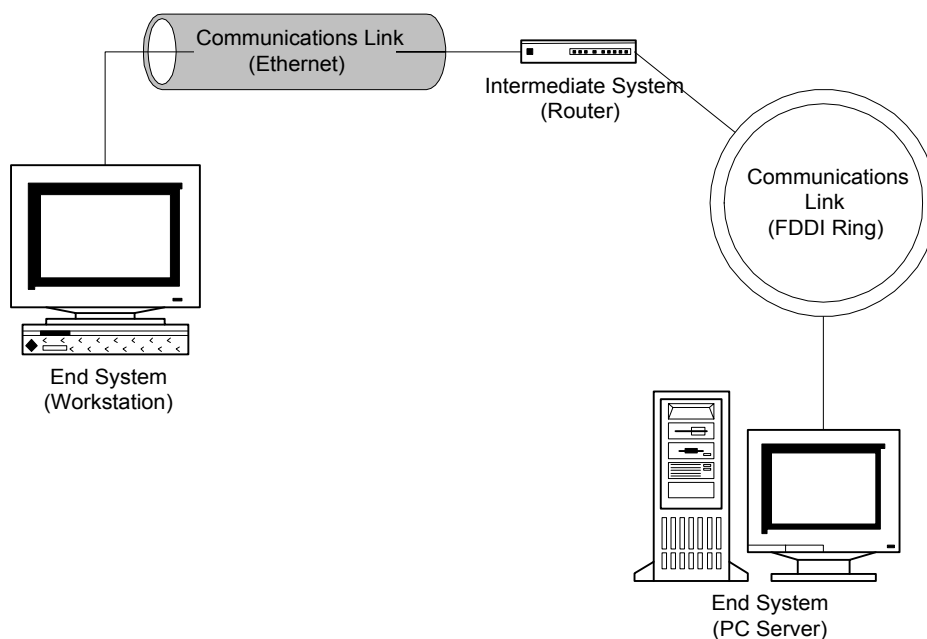 Communications Link
(Ethernet)
Intermediate System
(Router)
Communications
Link
(FDDI Ring)
End System
(Workstation)
End System
(PC Server)